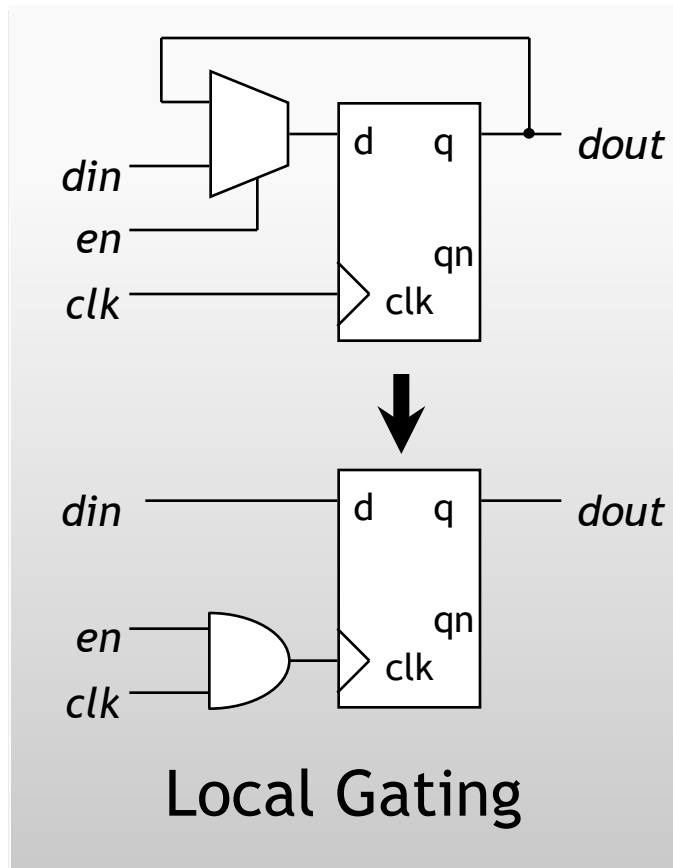 d q dout
din
en
qn
clk clk
din d q dout
en qn
clk clk
Local Gating